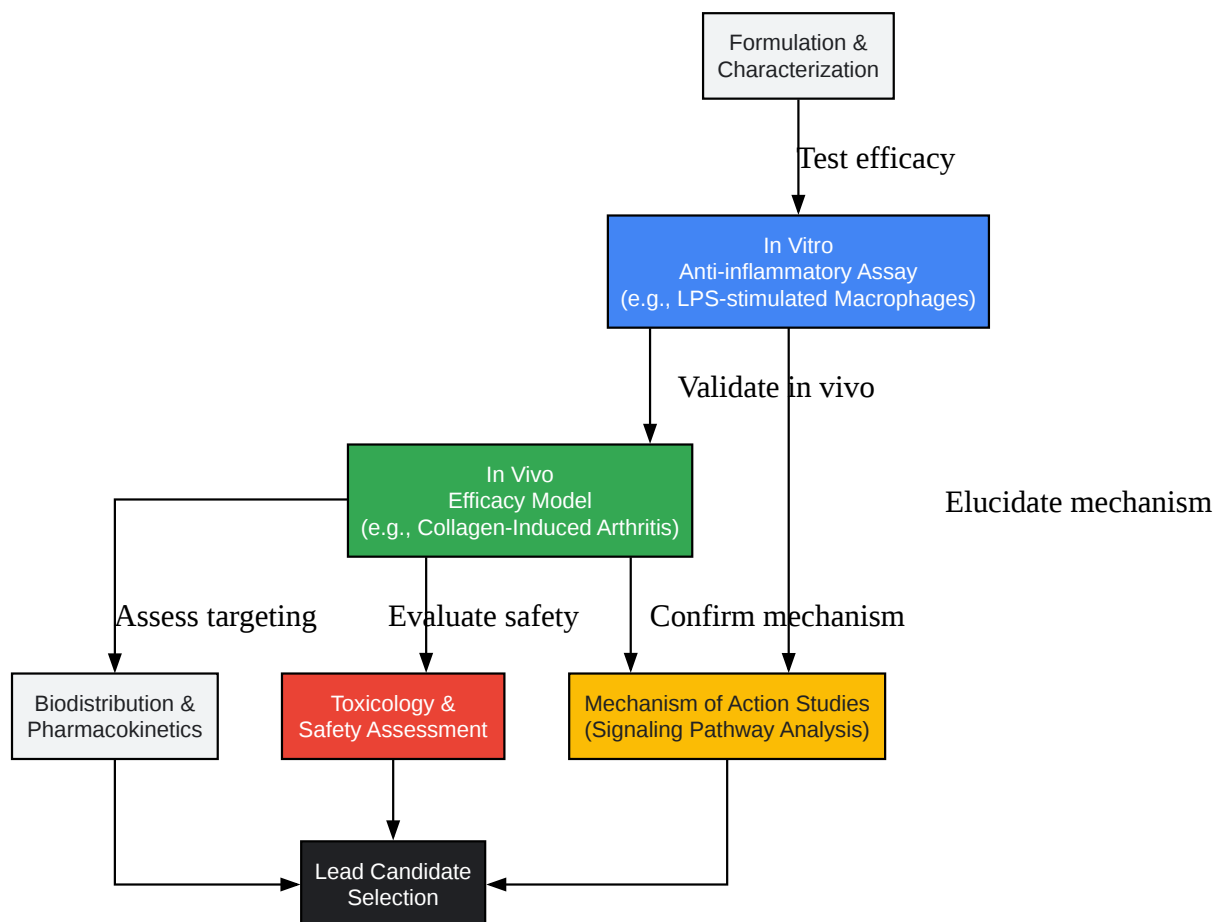 Formulation &
Characterization
Test efficacy
In Vitro
Anti-inflammatory Assay
(e.g., LPS-stimulated Macrophages)
Validate in vivo
In Vivo
Efficacy Model
(e.g., Collagen-Induced Arthritis)
Elucidate mechanism
Assess targeting
Evaluate safety
Confirm mechanism
Biodistribution &
Pharmacokinetics
Toxicology &
Safety Assessment
Mechanism of Action Studies
(Signaling Pathway Analysis)
Lead Candidate
Selection